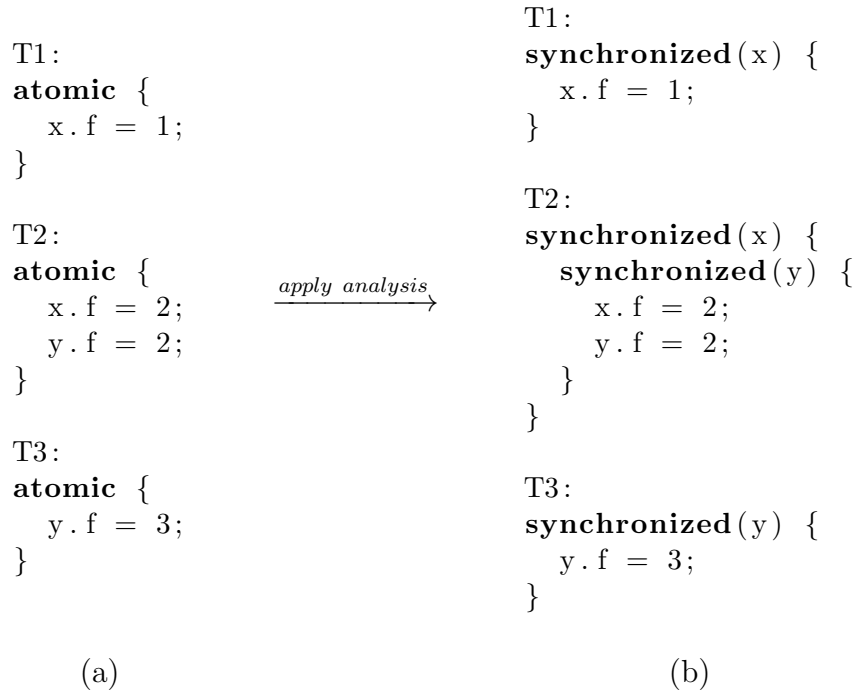 T1:
atomic {
  x.f = 1;
}
T2:
atomic {
  x.f = 2;
  y.f = 2;
}
T3:
atomic {
  y.f = 3;
}
(a)
apply analysis
T1:
synchronized(x) {
  x.f = 1;
}
T2:
synchronized(x) {
  synchronized(y) {
    x.f = 2;
    y.f = 2;
  }
}
T3:
synchronized(y) {
  y.f = 3;
}
(b)